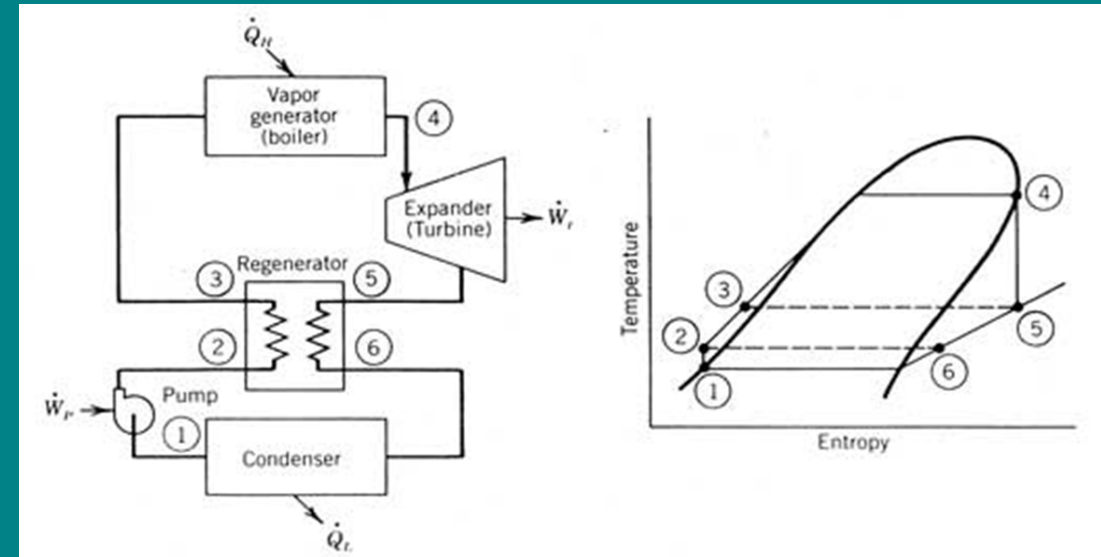 Q̇H
Vapor
generator
(boiler)
4
Expander
(Turbine)
Ẇt
Regenerator
3
5
2
6
Pump
ẆP
1
Condenser
Q̇L
Temperature
4
3
2
5
6
1
Entropy